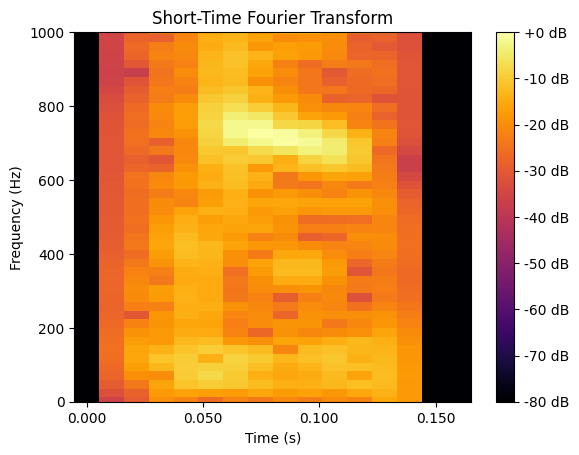 Short-Time Fourier Transform
1000
800
600
400
200
0
Frequency (Hz)
0.000
0.050
0.100
0.150
Time (s)
+0 dB
-10 dB
-20 dB
-30 dB
-40 dB
-50 dB
-60 dB
-70 dB
-80 dB